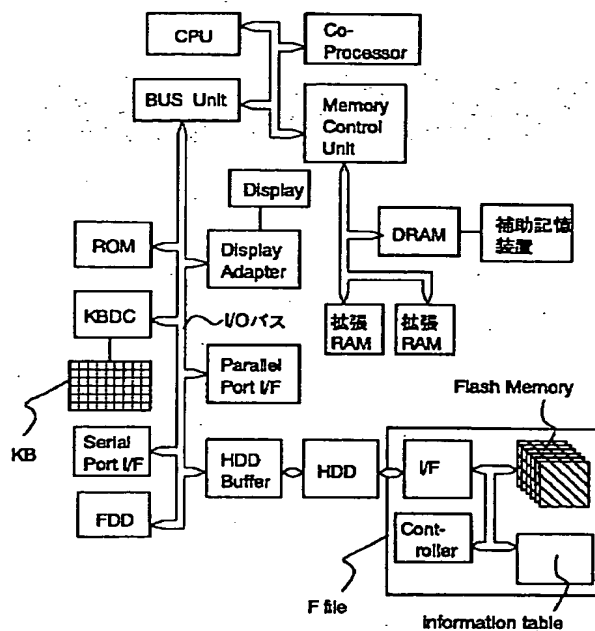 CPU
Co-
Processor
BUS Unit
Memory
Control
Unit
Display
ROM
Display
Adapter
DRAM
補助記憶
装置
KBDC
I/Oバス
拡張
RAM
拡張
RAM
Parallel
Port I/F
Flash Memory
KB
Serial
Port I/F
HDD
Buffer
HDD
I/F
FDD
Cont-
roller
F file
information table